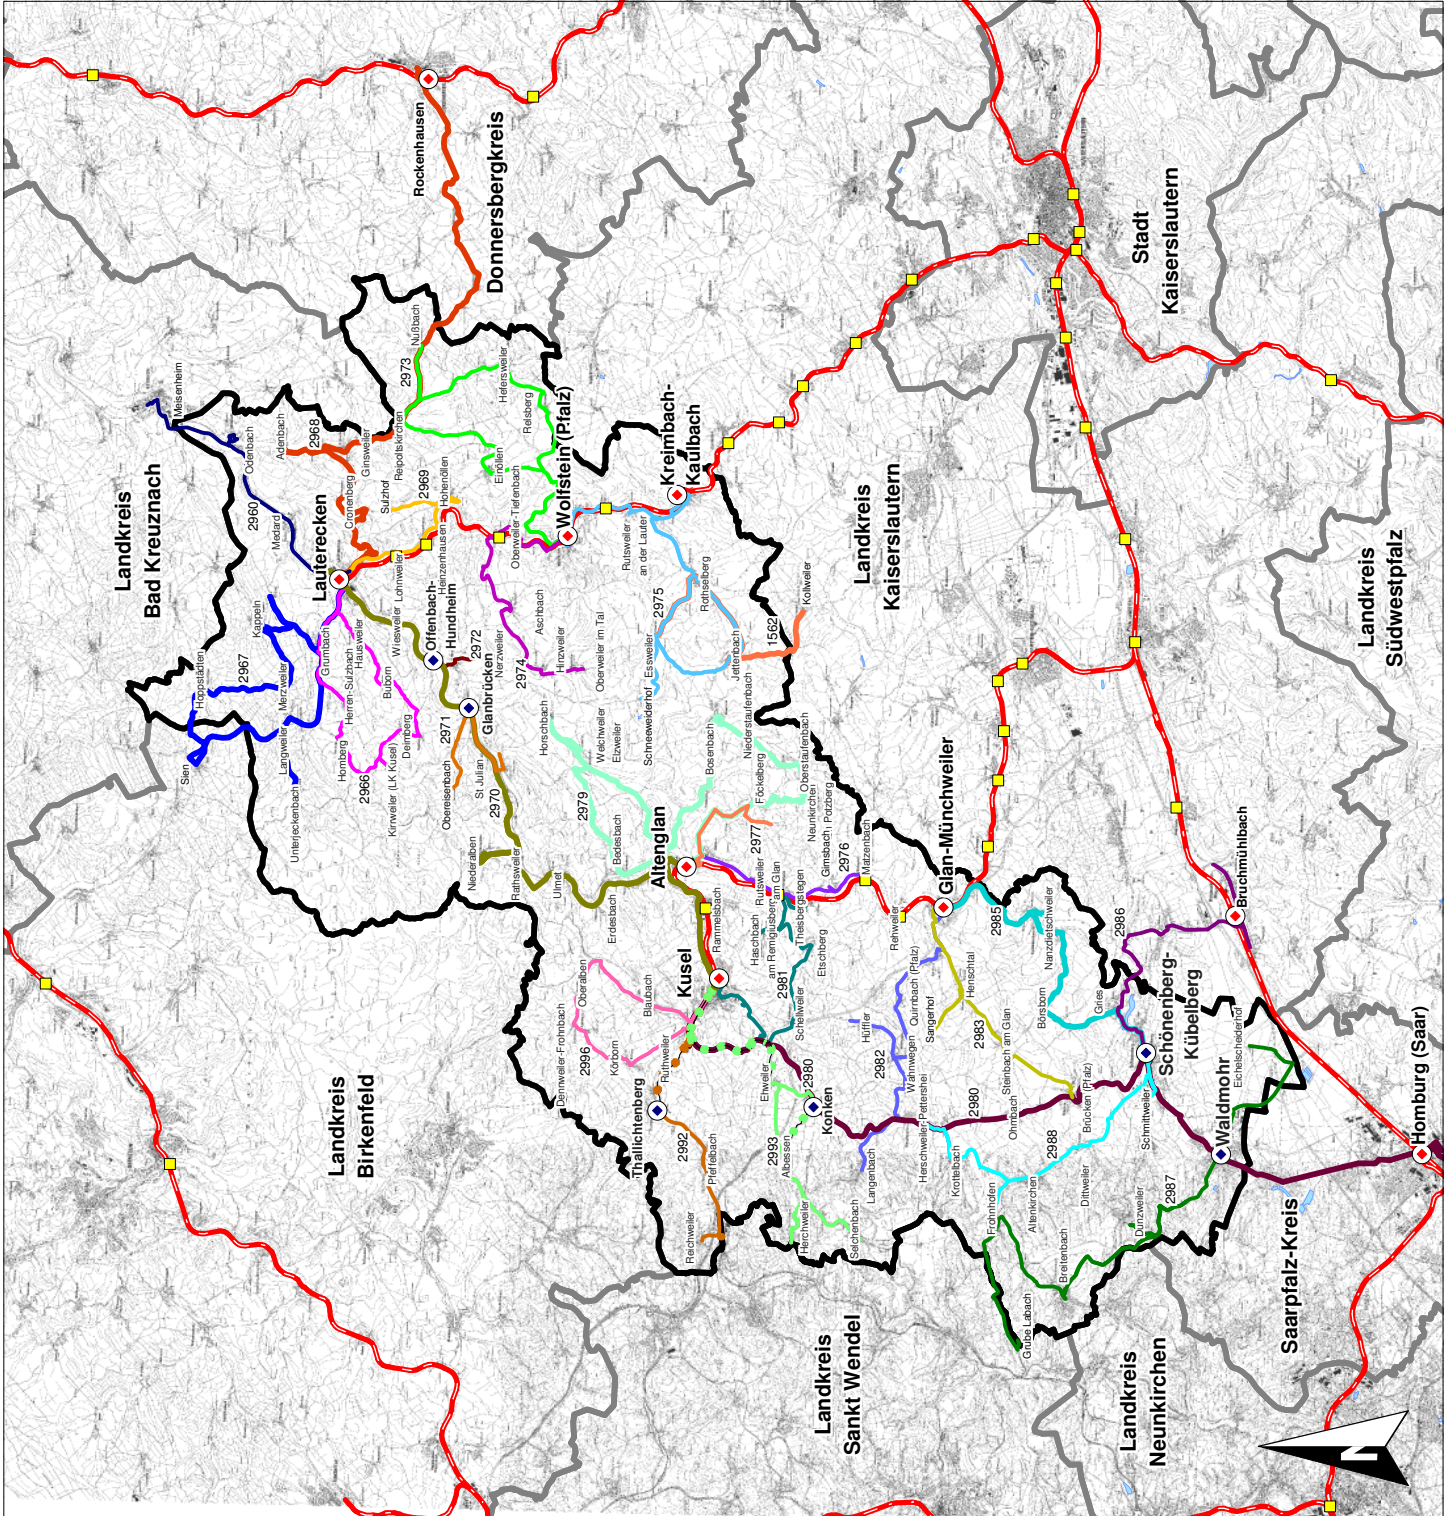 Landkreis
Bad Kreuznach
Donnersbergkreis
Rockenhausen
Stadt
Kaiserslautern
Landkreis
Kaiserslautern
Landkreis
Südwestpfalz
Landkreis
Birkenfeld
Landkreis
Sankt Wendel
Landkreis
Neunkirchen
Saarpfalz-Kreis
Meisenheim
Odenbach
Adenbach
2968
Ginsweiler
Reipoltskirchen
Nußbach
2973
Hefersweiler
Relsberg
Einöllen
2960
Medard
Cronenberg
Sulzhof
2969
Hohenöllen
Lauterecken
Lohnweiler
Heinzenhausen
Oberweiler-Tiefenbach
Wolfstein (Pfalz)
Kreimbach-
Kaulbach
Rutsweiler
an der Lauter
Rothselberg
2975
Essweiler
Jettenbach
1562
Kollweiler
Schneeweiderhof
Kappeln
Hoppstädten
2967
Merzweiler
Langweiler
Sien
Unterjeckenbach
Grumbach
Hausweiler
Herren-Sulzbach
Buborn
Homberg
2966
Deimberg
Kirrweiler (LK Kusel)
Wiesweiler
Offenbach-
Hundheim
2972
Glanbrücken
2971
Nerzweiler
2974
Aschbach
Hinzweiler
Oberweiler im Tal
Obereisenbach
St Julian
2970
Niederalben
Rathsweiler
Ulmet
Erdesbach
Horschbach
Welchweiler
Elzweiler
2979
Bedesbach
Bosenbach
Niederstaufenbach
Oberstaufenbach
Föckelberg
Neunkirchen
Potzberg
Gimsbach
2977
2976
Matzenbach
Altenglan
Rammelsbach
Rutsweiler
am Glan
Haschbach
am Remigiusberg
Theisbergstegen
2981
Etschberg
Schellweiler
Rehweiler
Glan-Münchweiler
2985
Nanzdietschweiler
Börsborn
Gries
2986
Bruchmühlbach
Kusel
Blaubach
Oberalben
Dennweiler-Frohnbach
2996
Körborn
Ruthweiler
Thallichtenberg
2992
Pfeffelbach
Reichweiler
Ehweiler
2980
Konken
2993
Albessen
Herchweiler
Selchenbach
Langenbach
Hüffler
2982
Wahnwegen
Quirnbach (Pfalz)
Sangerhof
Henschtal
2983
Steinbach am Glan
Herschweiler-Pettersheim
2980
Ohmbach
Brücken (Pfalz)
Krottelbach
2988
Frohnhofen
Altenkirchen
Dittweiler
Schmittweiler
Schönenberg-
Kübelberg
Waldmohr
Eichelscheiderhof
2987
Dunzweiler
Breitenbach
Grube Labach
Homburg (Saar)
N